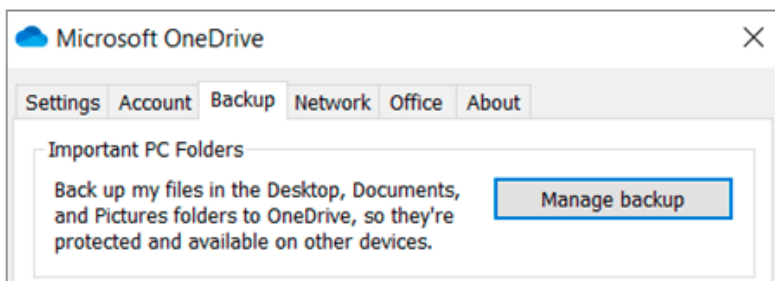 Microsoft OneDrive
Settings Account Backup Network Office About
Important PC Folders
Back up my files in the Desktop, Documents,
and Pictures folders to OneDrive, so they're
protected and available on other devices.
Manage backup